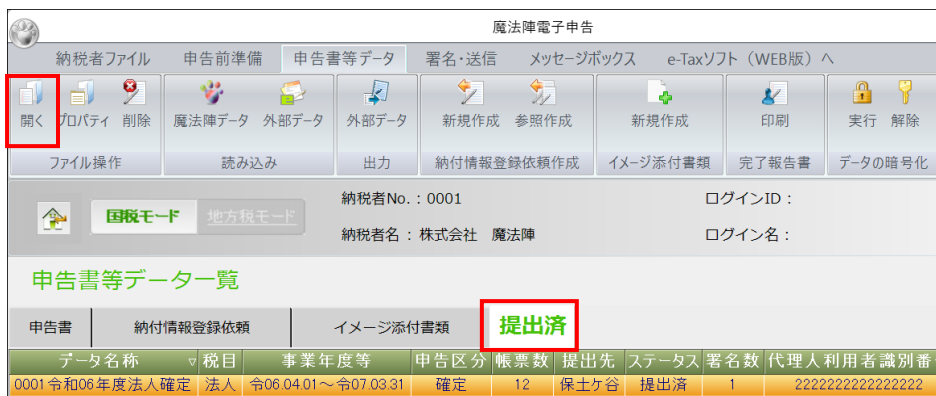 魔法陣電子申告
納税者ファイル 申告前準備 申告書等データ 署名・送信 メッセージボックス e-Taxソフト(WEB版)へ
開く プロパティ 削除 魔法陣データ 外部データ 外部データ 新規作成 参照作成 新規作成 印刷 実行 解除
ファイル操作 読み込み 出力 納付情報登録依頼作成 イメージ添付書類 完了報告書 データの暗号化
国税モード 地方税モード
納税者No.:0001 ログインID:
納税者名 :株式会社 魔法陣 ログイン名:
申告書等データ一覧
申告書 納付情報登録依頼 イメージ添付書類 提出済
データ名称 ▽ 税目 事業年度等 申告区分 帳票数 提出先 ステータス 署名数 代理人利用者識別番
0001令和06年度法人確定 法人 令06.04.01~令07.03.31 確定 12 保土ケ谷 提出済 1 2222222222222222